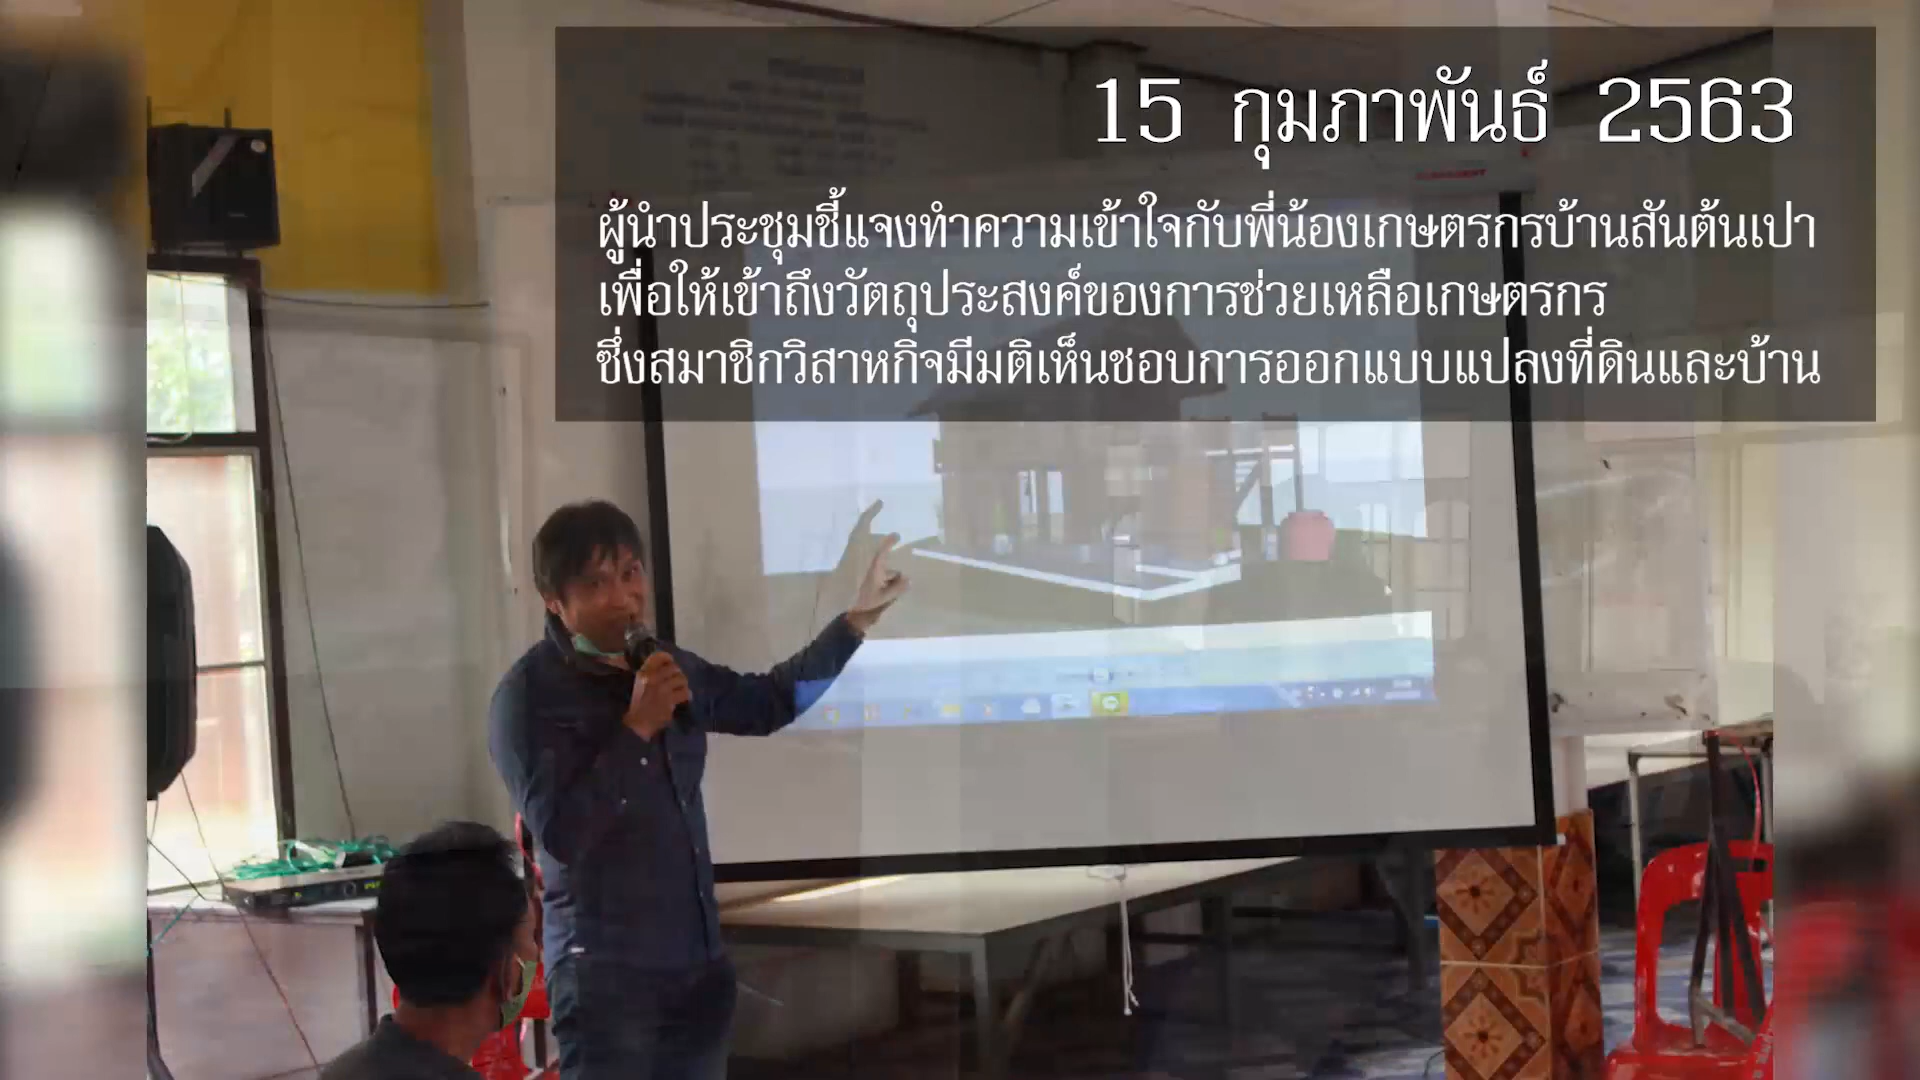 15 กุมภาพันธ์ 2563
ผู้นำประชุมชี้แจงทำความเข้าใจกับพี่น้องเกษตรกรบ้านสันต้นเปา
เพื่อให้เข้าถึงวัตถุประสงค์ของการช่วยเหลือเกษตรกร
ซึ่งสมาชิกวิสาหกิจมีมติเห็นชอบการออกแบบแปลงที่ดินและบ้าน